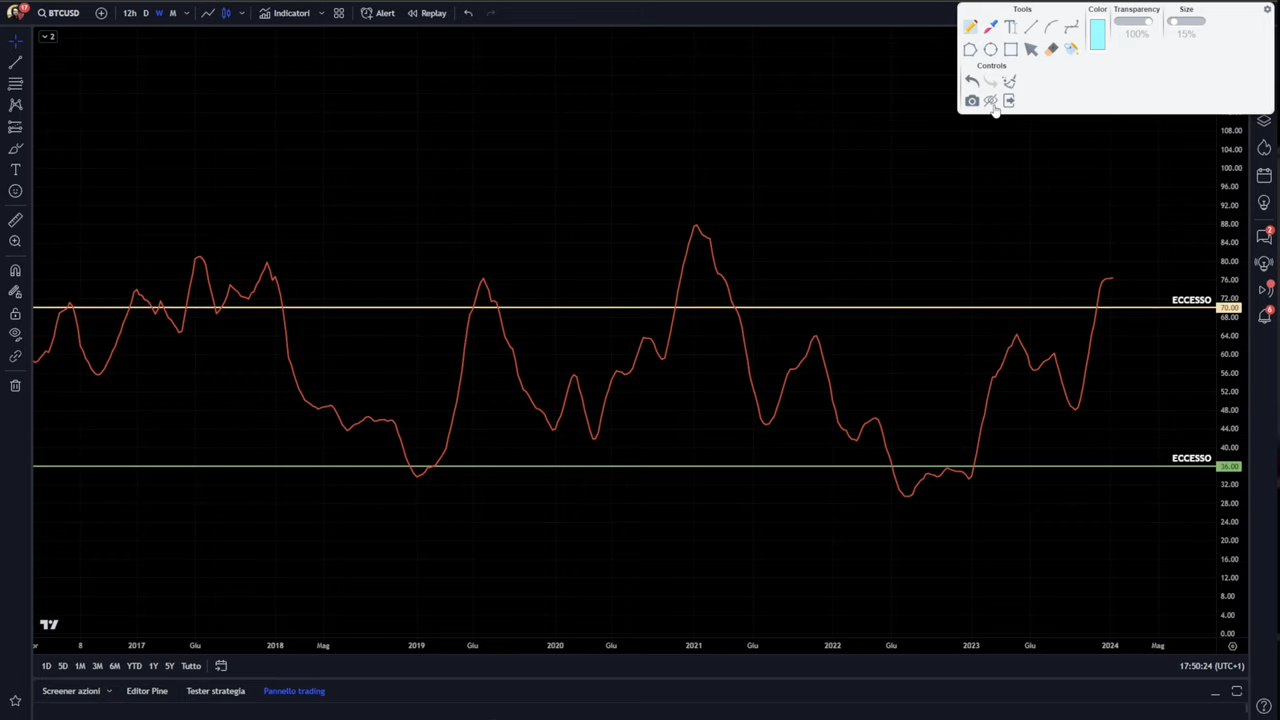 17
BTCUSD
12h D W M
Indicatori
Alert
Replay
Tools
Color
Transparency
Size
100%
15%
Controls
2
108.00
104.00
100.00
96.00
92.00
88.00
84.00
80.00
76.00
72.00
ECCESSO
70.00
68.00
64.00
60.00
56.00
52.00
48.00
44.00
40.00
ECCESSO
36.00
32.00
28.00
24.00
20.00
16.00
12.00
8.00
4.00
0.00
2
6
8 2017 Giu 2018 Mag 2019 Giu 2020 Giu 2021 Giu 2022 Giu 2023 Giu 2024 Mag
1D 5D 1M 3M 6M YTD 1Y 5Y Tutto
17:50:24 (UTC+1)
Screener azioni
Editor Pine
Tester strategia
Pannello trading